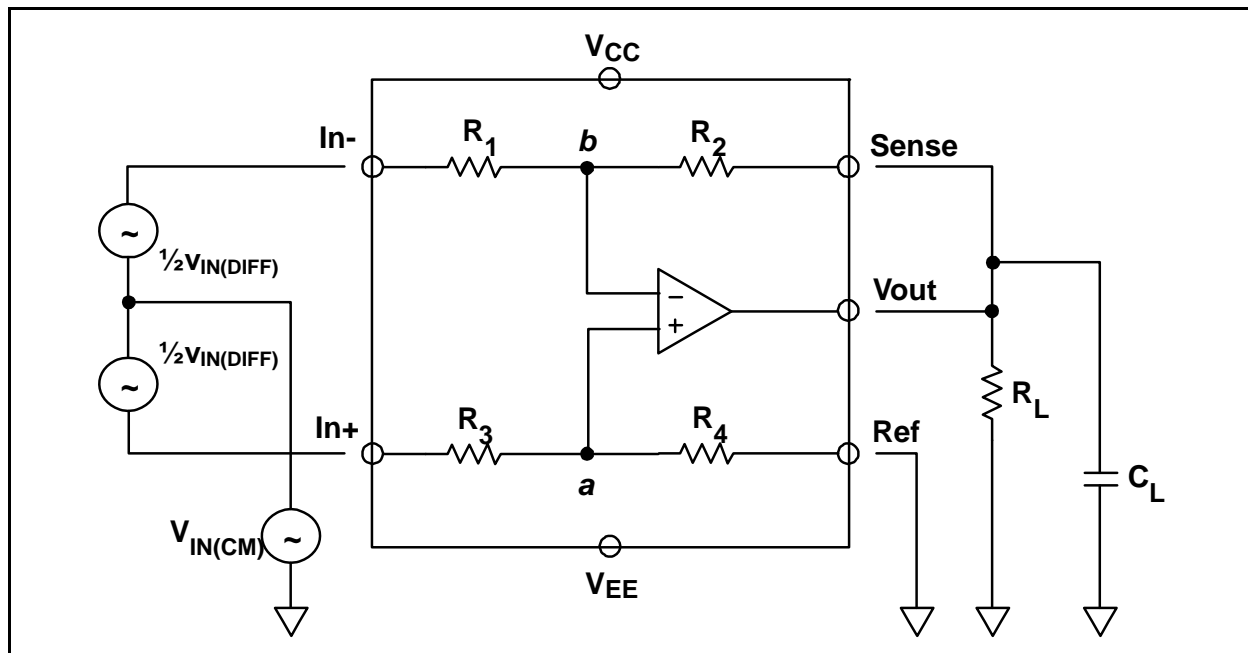 VCC
In-
R1
b
R2
Sense
~
½vIN(DIFF)
−
Vout
+
½vIN(DIFF)
~
RL
In+
R3
R4
Ref
a
CL
VIN(CM)
~
VEE